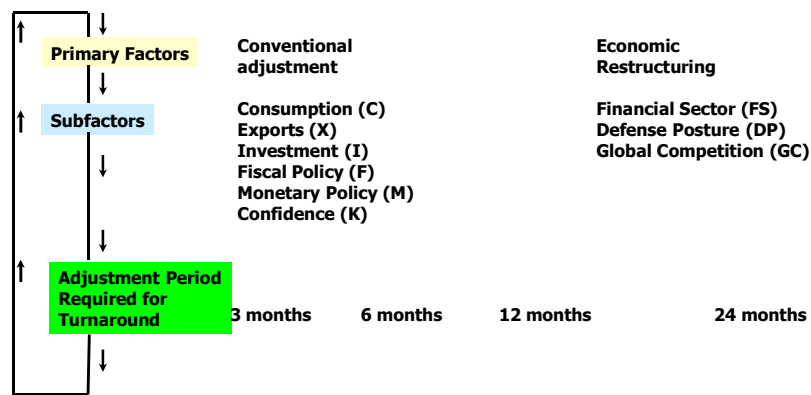 Primary Factors
Conventional
adjustment
Economic
Restructuring
Subfactors
Consumption (C)
Exports (X)
Investment (I)
Fiscal Policy (F)
Monetary Policy (M)
Confidence (K)
Financial Sector (FS)
Defense Posture (DP)
Global Competition (GC)
Adjustment Period
Required for
Turnaround
3 months
6 months
12 months
24 months